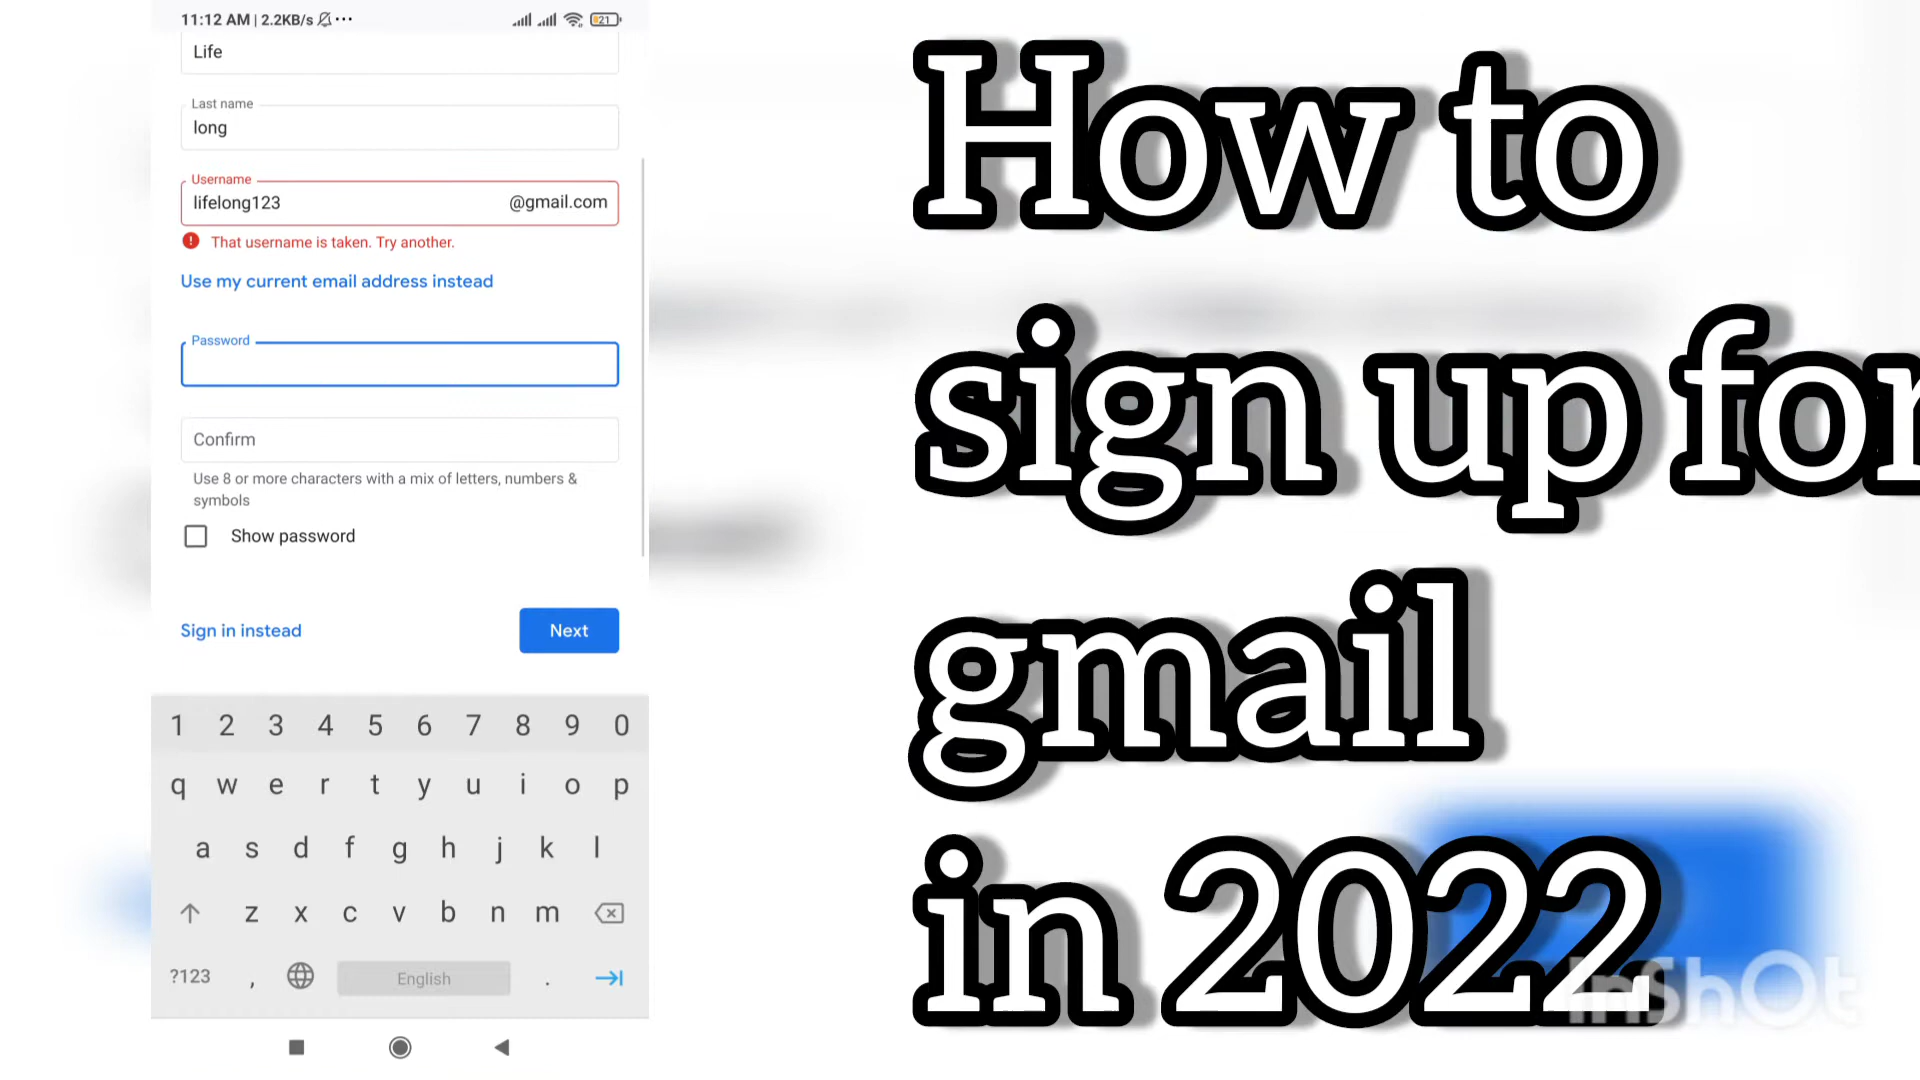 11:12 AM | 2.2KB/s ... 21
Life
Last name
long
Username
lifelong123 @gmail.com
That username is taken. Try another.
Use my current email address instead
Password
Confirm
Use 8 or more characters with a mix of letters, numbers &
symbols
Show password
Sign in instead Next
1 2 3 4 5 6 7 8 9 0
q w e r t y u i o p
a s d f g h j k l
z x c v b n m
?123 , English .
How to
sign up for
gmail
in 2022
InShOt